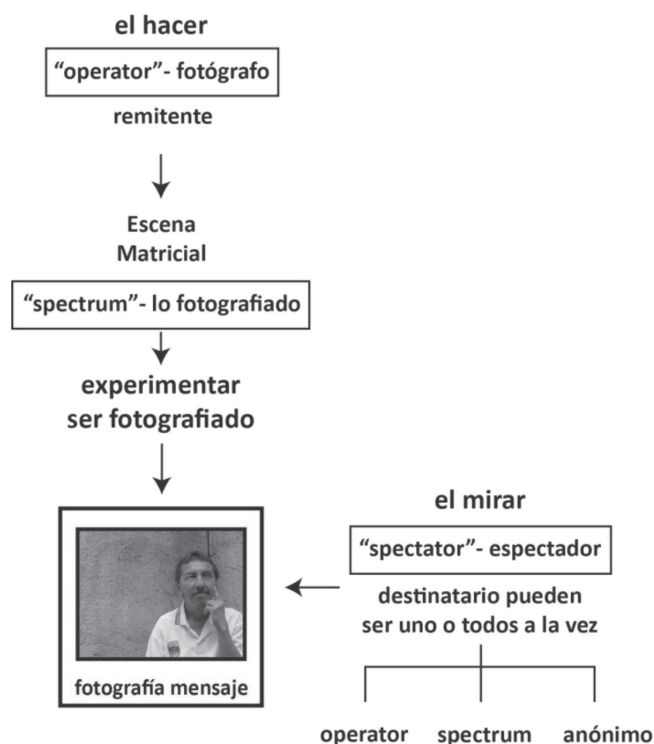 el hacer
“operator”- fotógrafo
remitente
Escena
Matricial
“spectrum”- lo fotografiado
experimentar
ser fotografiado
fotografía mensaje
el mirar
“spectator”- espectador
destinatario pueden
ser uno o todos a la vez
operator spectrum anónimo